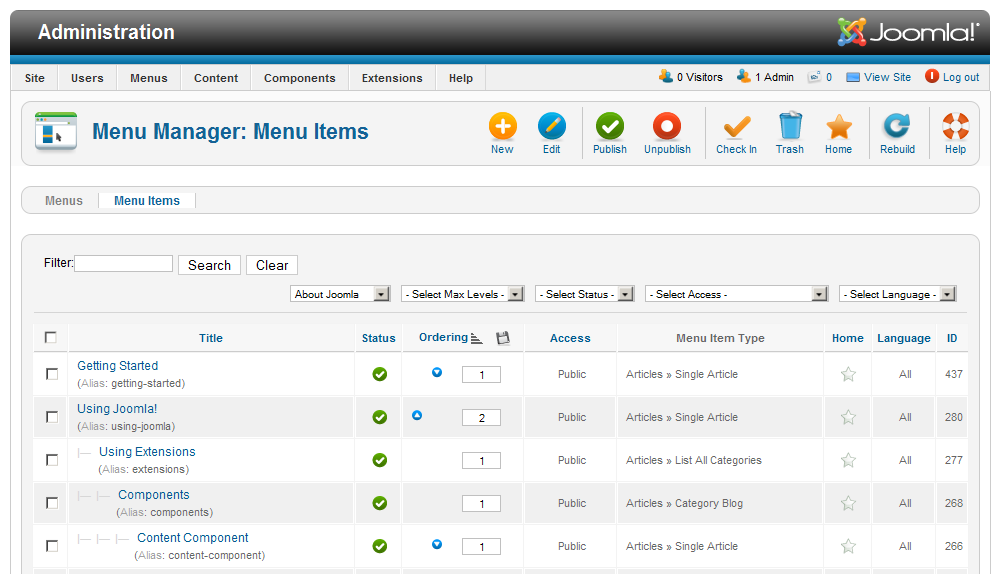 Administration
Joomla!
Site Users Menus Content Components Extensions Help 0 Visitors 1 Admin 0 View Site Log out
Menu Manager: Menu Items
New Edit Publish Unpublish Check In Trash Home Rebuild Help
Menus Menu Items
Filter: Search Clear
About Joomla - Select Max Levels - - Select Status - - Select Access - - Select Language -
Title Status Ordering Access Menu Item Type Home Language ID
Getting Started
(Alias: getting-started)
1 Public Articles » Single Article All 437
Using Joomla!
(Alias: using-joomla)
2 Public Articles » Single Article All 280
Using Extensions
(Alias: extensions)
1 Public Articles » List All Categories All 277
Components
(Alias: components)
1 Public Articles » Category Blog All 268
Content Component
(Alias: content-component)
1 Public Articles » Single Article All 266